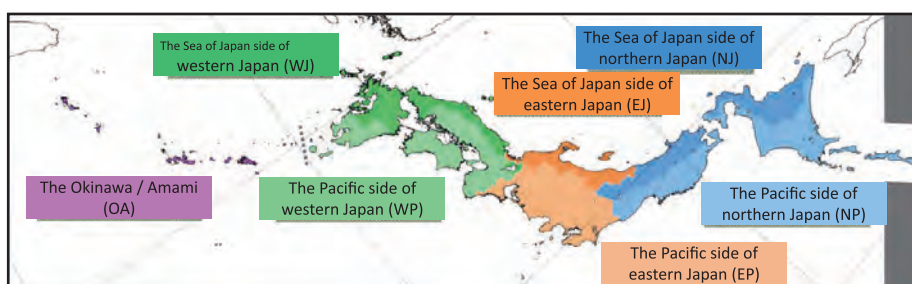 The Sea of Japan side of
western Japan (WJ)
The Sea of Japan side of
northern Japan (NJ)
The Sea of Japan side of
eastern Japan (EJ)
The Okinawa / Amami
(OA)
The Pacific side of
western Japan (WP)
The Pacific side of
northern Japan (NP)
The Pacific side of
eastern Japan (EP)